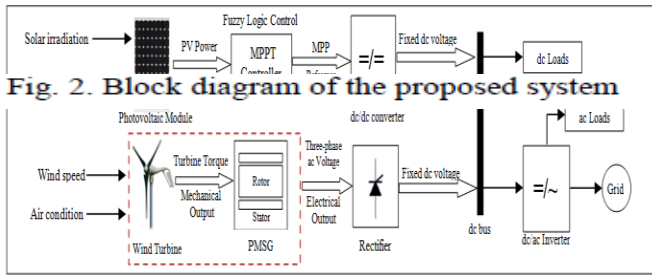 Fuzzy Logic Control
Solar irradiation
PV Power
MPPT
Controller
MPP
=/=
Fixed dc voltage
dc Loads
Fig. 2. Block diagram of the proposed system
Photovoltaic Module
dc/dc converter
ac Loads
Wind speed
Air condition
Turbine Torque
Mechanical
Output
Rotor
Stator
Three-phase
ac Voltage
Electrical
Output
Fixed dc voltage
=/~
Grid
Wind Turbine
PMSG
Rectifier
dc bus
dc/ac Inverter